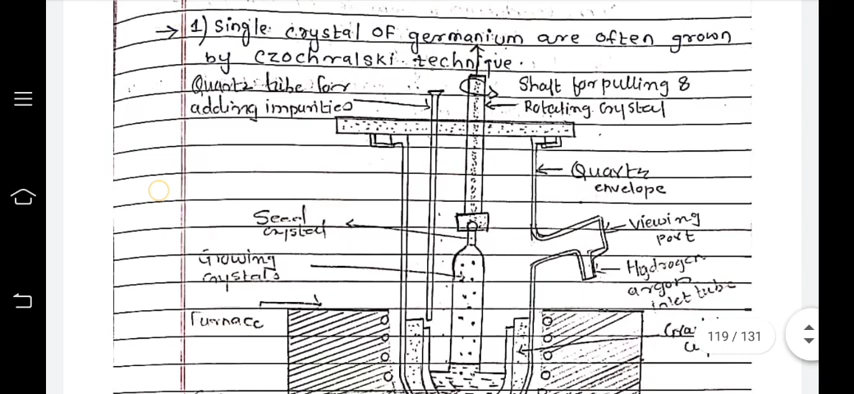 → 1) Single crystal of germanium are often grown
by czochralski technique.
Quartz tube for
adding impurities
Shaft for pulling &
Rotating crystal
Quartz
envelope
Seed
crystal
Viewing
port
Growing
crystals
Hydrogen
argon
inlet tube
Furnace
119 / 131